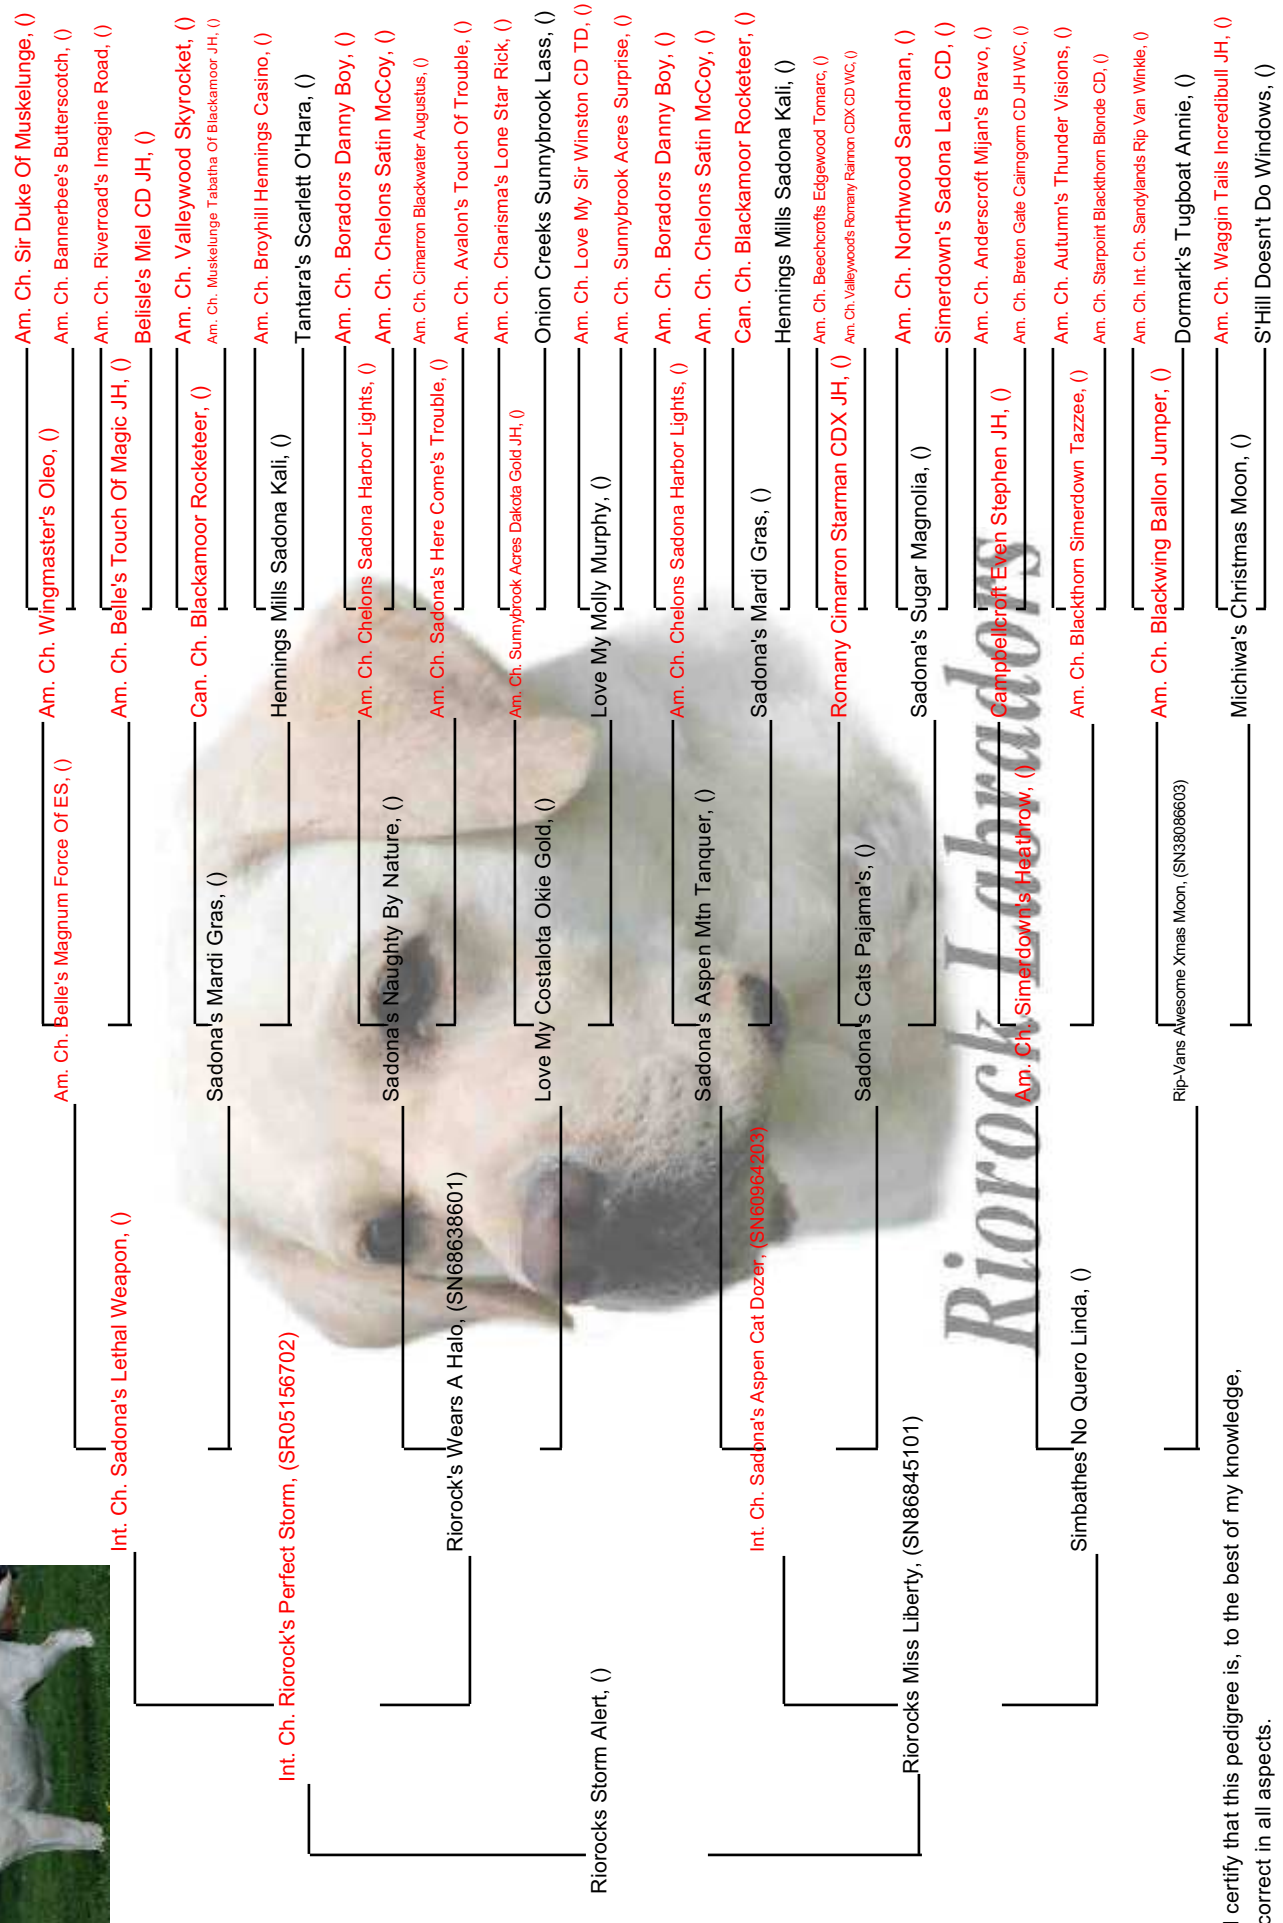 Riorocks Storm Alert, ()
Int. Ch. Riorock's Perfect Storm, (SR05156702)
Riorocks Miss Liberty, (SN86845101)
Int. Ch. Sadona's Lethal Weapon, ()
Riorock's Wears A Halo, (SN68638601)
Int. Ch. Sadona's Aspen Cat Dozer, (SN60964203)
Simbathes No Quero Linda, ()
Am. Ch. Belle's Magnum Force Of ES, ()
Sadona's Mardi Gras, ()
Sadona's Naughty By Nature, ()
Love My Costalota Okie Gold, ()
Sadona's Aspen Mtn Tanquer, ()
Sadona's Cats Pajama's, ()
Am. Ch. Simerdown's Heathrow, ()
Rip-Vans Awesome Xmas Moon, (SN38086603)
Am. Ch. Wingmaster's Oleo, ()
Am. Ch. Belle's Touch Of Magic JH, ()
Can. Ch. Blackamoor Rocketeer, ()
Hennings Mills Sadona Kali, ()
Am. Ch. Chelons Sadona Harbor Lights, ()
Am. Ch. Sadona's Here Come's Trouble, ()
Am. Ch. Sunnybrook Acres Dakota Gold JH, ()
Love My Molly Murphy, ()
Am. Ch. Chelons Sadona Harbor Lights, ()
Sadona's Mardi Gras, ()
Romany Cimarron Starman CDX JH, ()
Sadona's Sugar Magnolia, ()
Campbellcroft Even Stephen JH, ()
Am. Ch. Blackthorn Simerdown Tazzee, ()
Am. Ch. Blackwing Ballon Jumper, ()
Michiwa's Christmas Moon, ()
Am. Ch. Sir Duke Of Muskelunge, ()
Am. Ch. Bannerbee's Butterscotch, ()
Am. Ch. Riverroad's Imagine Road, ()
Belisle's Miel CD JH, ()
Am. Ch. Valleywood Skyrocket, ()
Am. Ch. Muskelunge Tabatha Of Blackamoor JH, ()
Am. Ch. Broyhill Hennings Casino, ()
Tantara's Scarlett O'Hara, ()
Am. Ch. Boradors Danny Boy, ()
Am. Ch. Chelons Satin McCoy, ()
Am. Ch. Cimarron Blackwater Augustus, ()
Am. Ch. Avalon's Touch Of Trouble, ()
Am. Ch. Charisma's Lone Star Rick, ()
Onion Creeks Sunnybrook Lass, ()
Am. Ch. Love My Sir Winston CD TD, ()
Am. Ch. Sunnybrook Acres Surprise, ()
Am. Ch. Boradors Danny Boy, ()
Am. Ch. Chelons Satin McCoy, ()
Can. Ch. Blackamoor Rocketeer, ()
Hennings Mills Sadona Kali, ()
Am. Ch. Beechcrofts Edgewood Tomarc, ()
Am. Ch. Valleywoods Romany Rainnon CDX CD WC, ()
Am. Ch. Northwood Sandman, ()
Simerdown's Sadona Lace CD, ()
Am. Ch. Anderscroft Mijan's Bravo, ()
Am. Ch. Breton Gate Cairngorm CD JH WC, ()
Am. Ch. Autumn's Thunder Visions, ()
Am. Ch. Starpoint Blackthorn Blonde CD, ()
Am. Ch. Int. Ch. Sandylands Rip Van Winkle, ()
Dormark's Tugboat Annie, ()
Am. Ch. Waggin Tails Incredibull JH, ()
S'Hill Doesn't Do Windows, ()
Riorock Labradors
I certify that this pedigree is, to the best of my knowledge,
correct in all aspects.